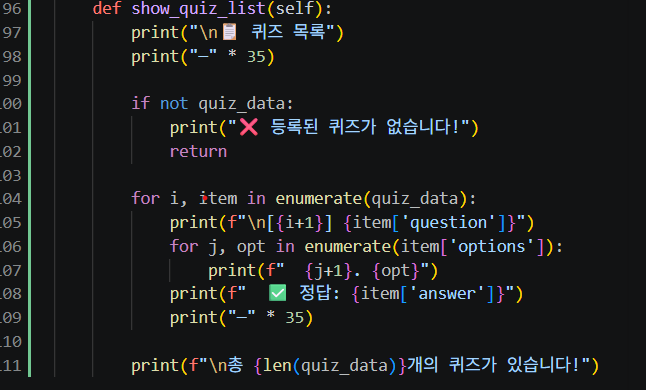 96 def show_quiz_list(self):
97 print("\n📋 퀴즈 목록")
98 print("—" * 35)
99
100 if not quiz_data:
101 print("❌ 등록된 퀴즈가 없습니다!")
102 return
103
104 for i, item in enumerate(quiz_data):
105 print(f"\n[{i+1}] {item['question']}")
106 for j, opt in enumerate(item['options']):
107 print(f"  {j+1}. {opt}")
108 print(f"  ✅ 정답: {item['answer']}")
109 print("—" * 35)
110
111 print(f"\n총 {len(quiz_data)}개의 퀴즈가 있습니다!")